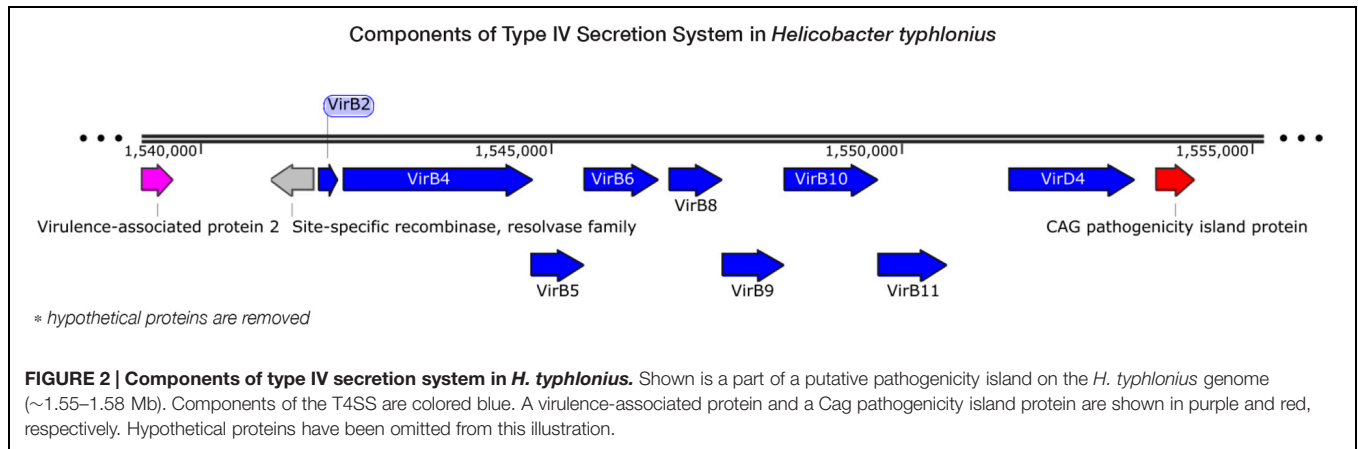 Components of Type IV Secretion System in Helicobacter typhlonius
VirB2
1,540,000 1,545,000 1,550,000 1,555,000
VirB4 VirB6 VirB10 VirD4
VirB8
Virulence-associated protein 2 Site-specific recombinase, resolvase family CAG pathogenicity island protein
VirB5 VirB9 VirB11
* hypothetical proteins are removed
FIGURE 2 | Components of type IV secretion system in H. typhlonius. Shown is a part of a putative pathogenicity island on the H. typhlonius genome
(∼1.55–1.58 Mb). Components of the T4SS are colored blue. A virulence-associated protein and a Cag pathogenicity island protein are shown in purple and red,
respectively. Hypothetical proteins have been omitted from this illustration.